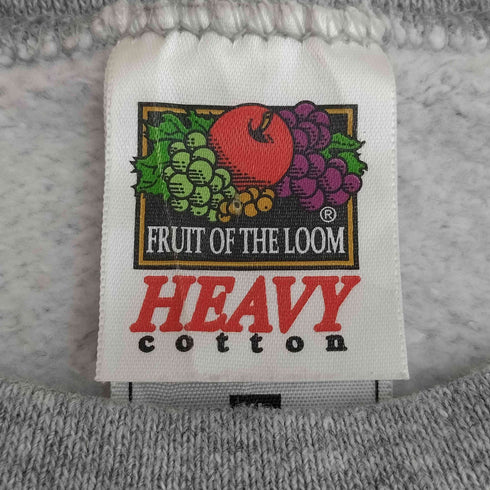 FRUIT OF THE LOOM ®
HEAVY
cotton